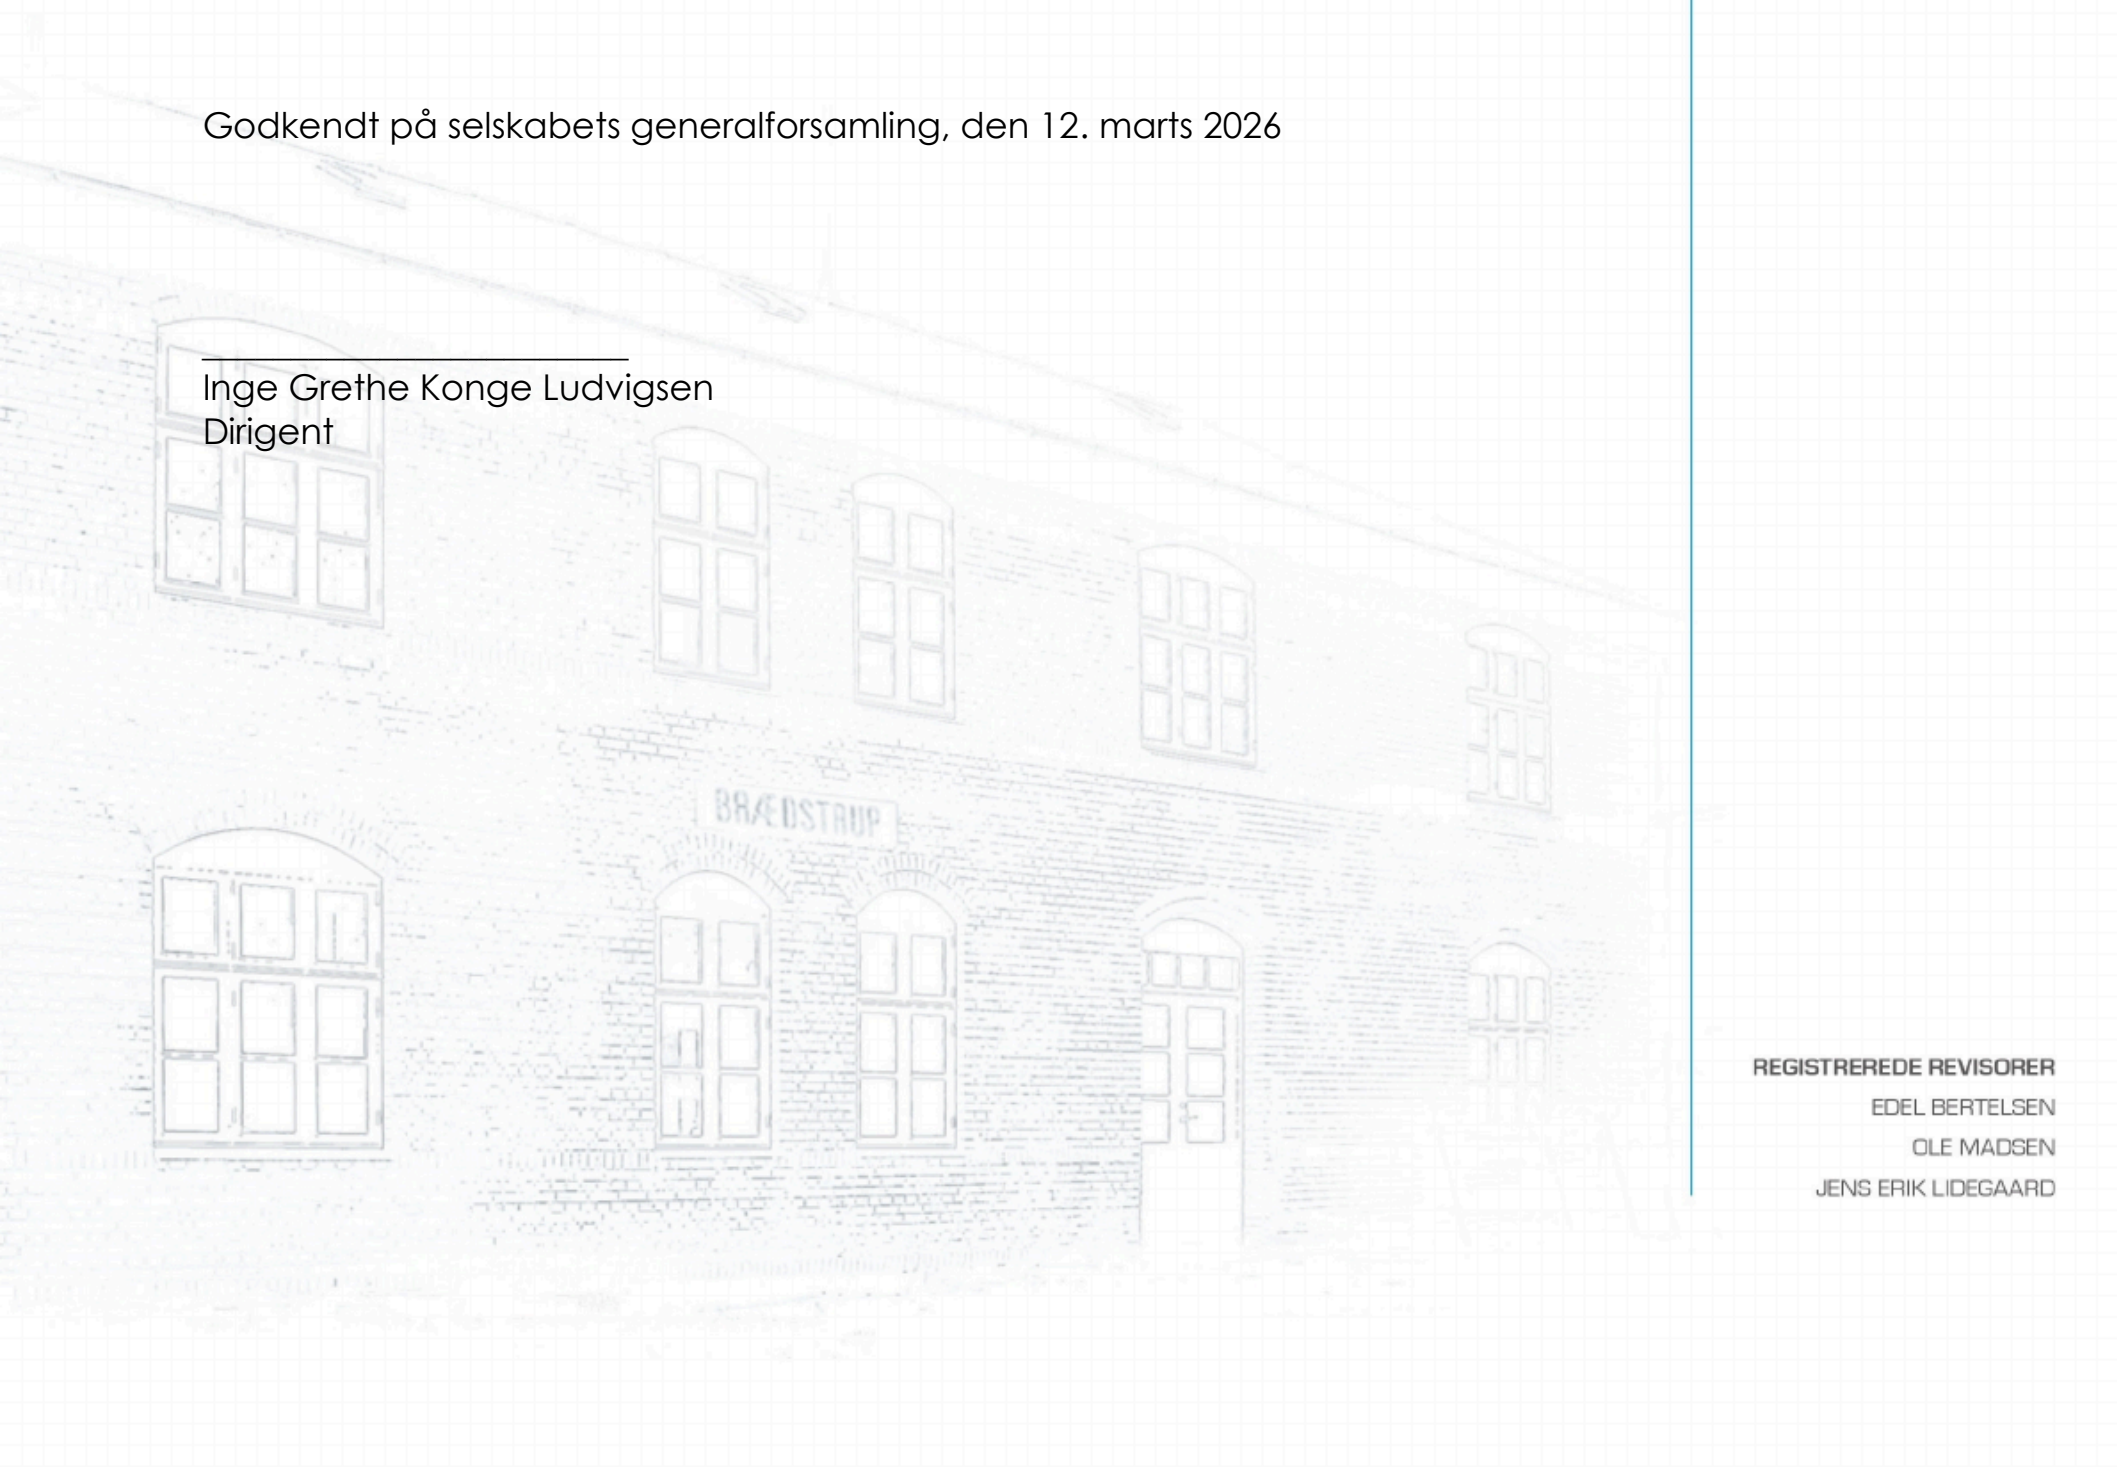 Godkendt på selskabets generalforsamling, den 12. marts 2026
Inge Grethe Konge Ludvigsen
Dirigent
BRÆDSTRUP
REGISTREREDE REVISORER
EDEL BERTELSEN
OLE MADSEN
JENS ERIK LIDEGAARD